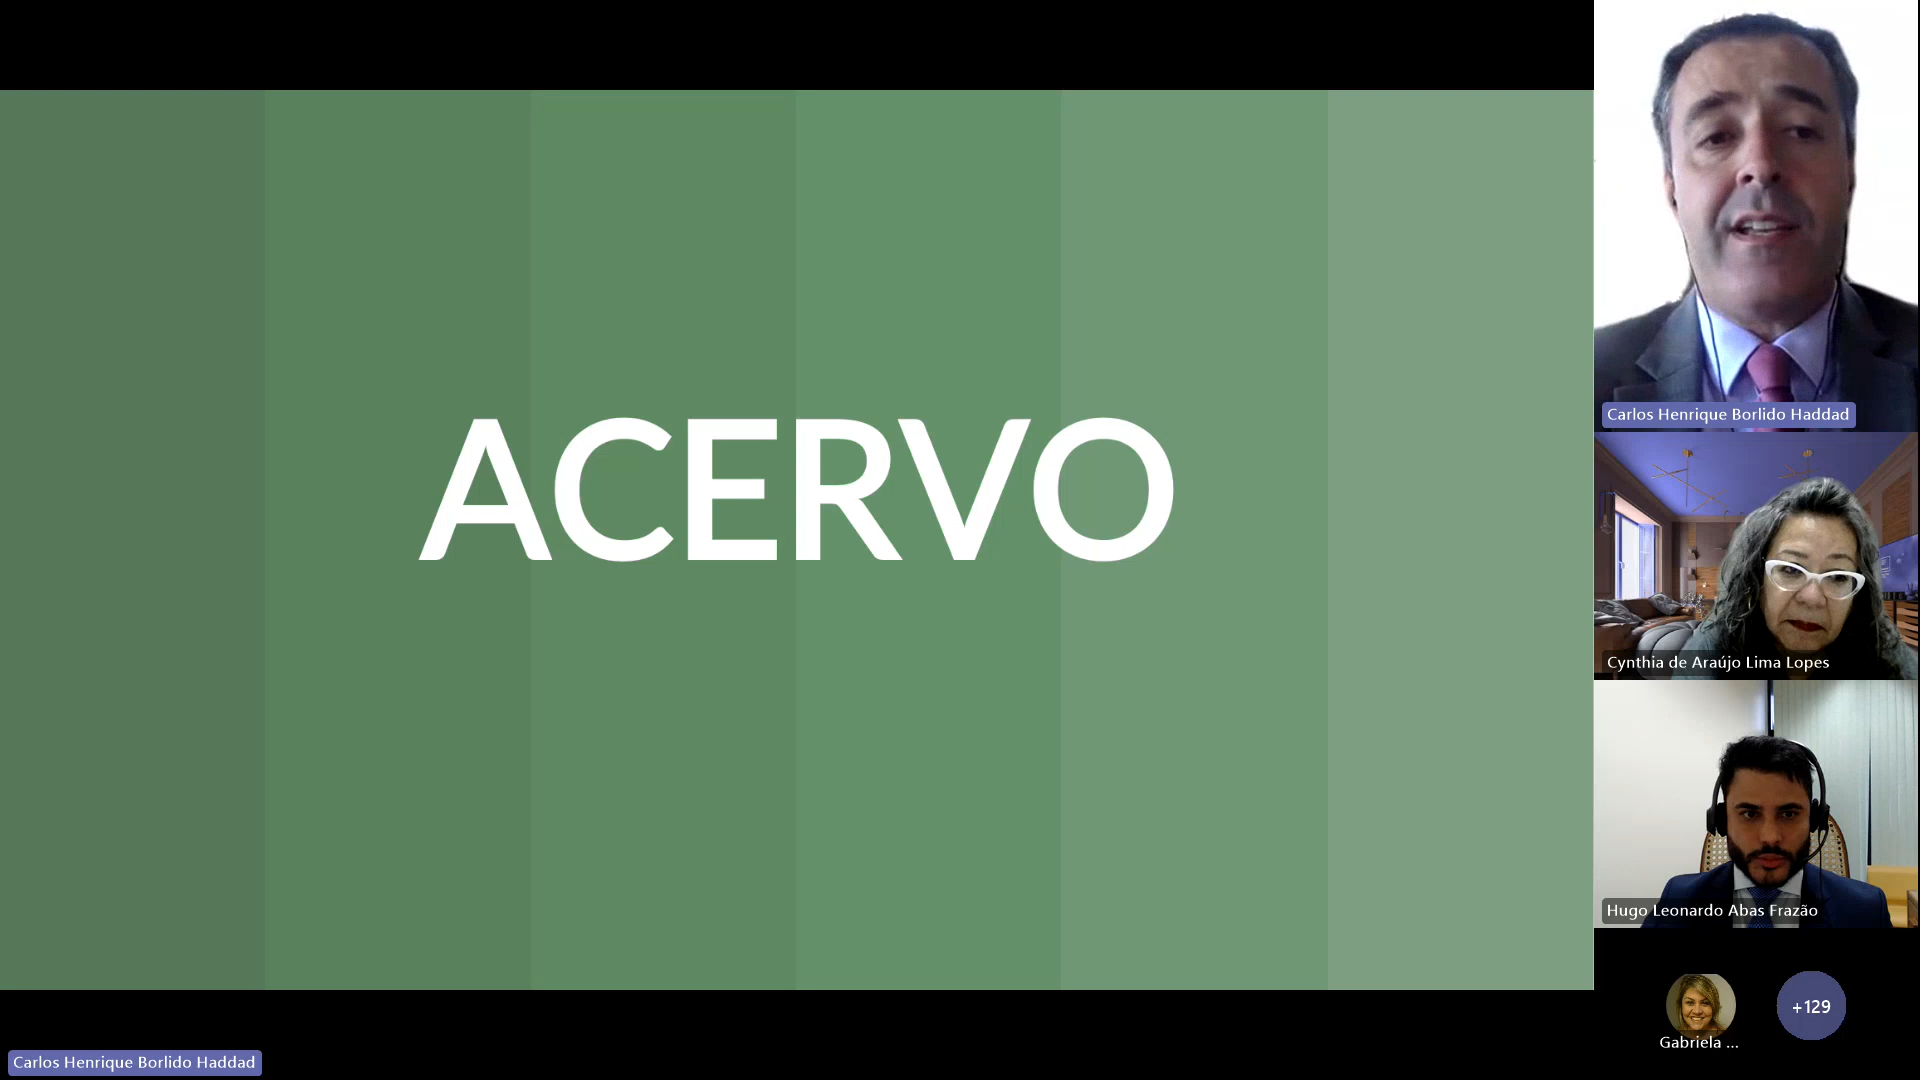 ACERVO
Carlos Henrique Borlido Haddad
Cynthia de Araújo Lima Lopes
Hugo Leonardo Abas Frazão
Gabriela ...
+129
Carlos Henrique Borlido Haddad